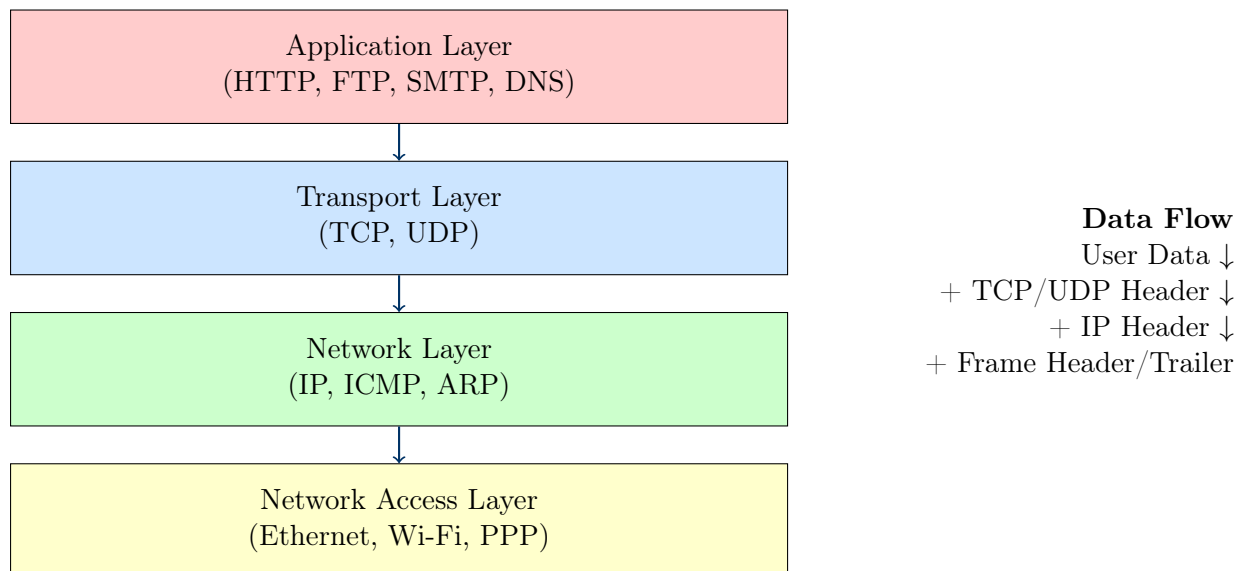 Application Layer
(HTTP, FTP, SMTP, DNS)
Transport Layer
(TCP, UDP)
Network Layer
(IP, ICMP, ARP)
Network Access Layer
(Ethernet, Wi-Fi, PPP)
Data Flow
User Data ↓
+ TCP/UDP Header ↓
+ IP Header ↓
+ Frame Header/Trailer